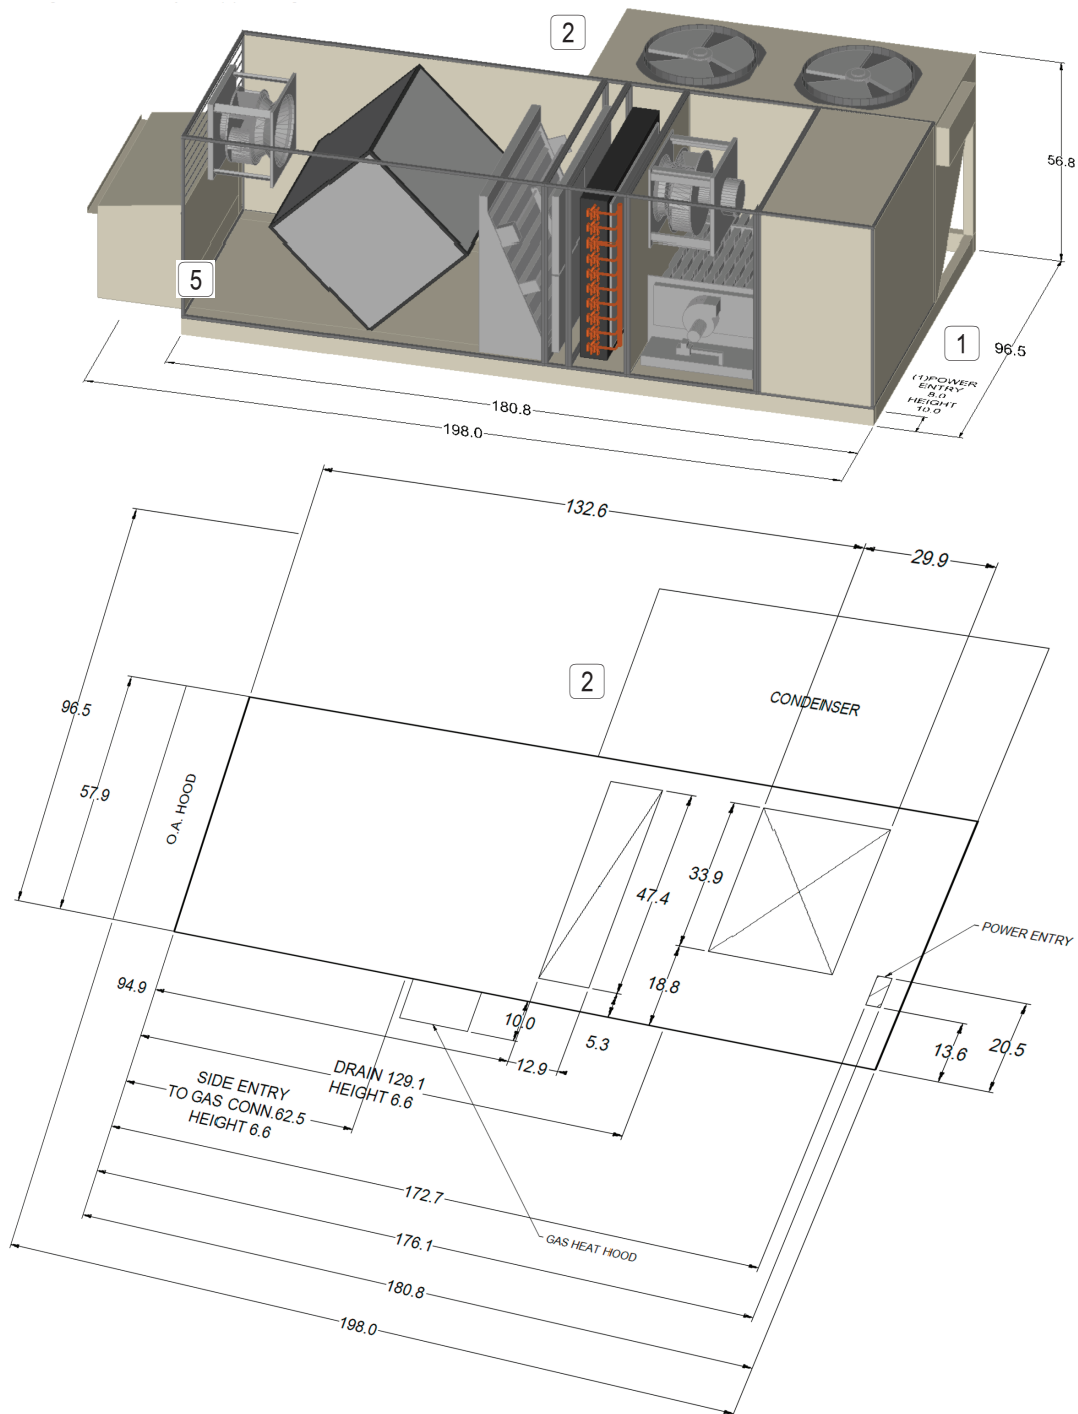 2
56.8
5
1
96.5
(1)POWER
ENTRY
8.0
HEIGHT
10.0
180.8
198.0
132.6
29.9
2
CONDEINSER
96.5
57.9
O.A. HOOD
47.4
33.9
POWER ENTRY
94.9
18.8
10.0
5.3
13.6
20.5
12.9
DRAIN 129.1
HEIGHT 6.6
SIDE ENTRY
TO GAS CONN.62.5
HEIGHT 6.6
172.7
GAS HEAT HOOD
176.1
180.8
198.0